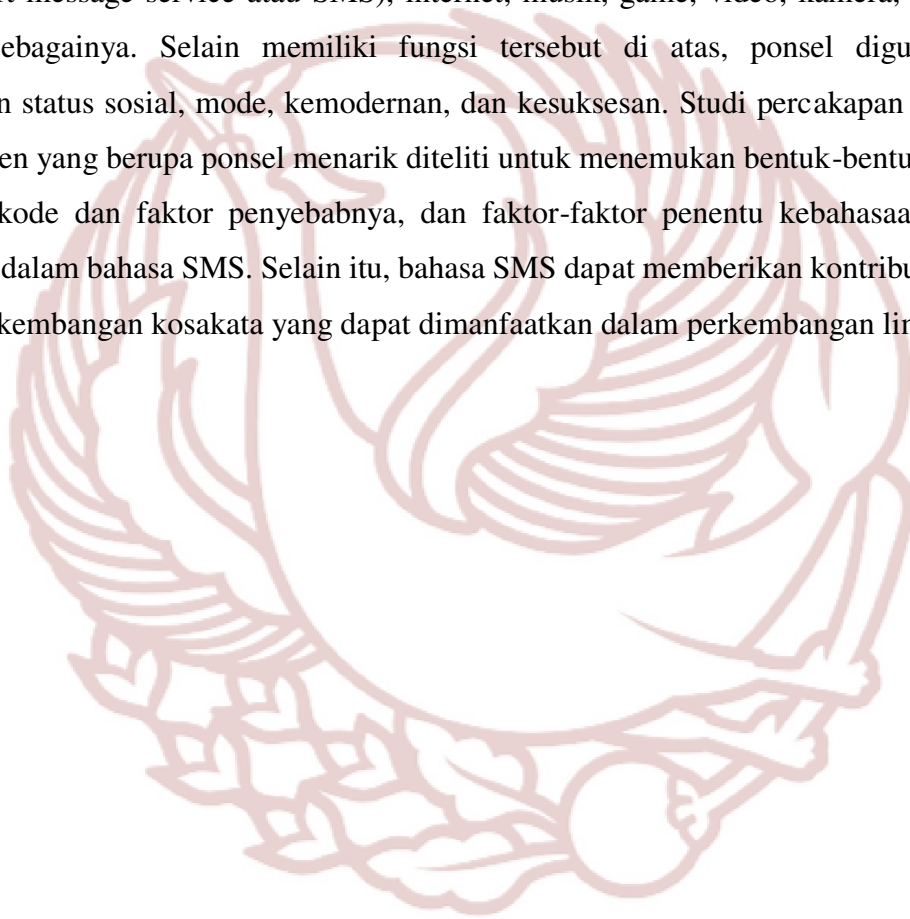 message service atau SMS), internet, musik, game, video, kamera,
ebagainya. Selain memiliki fungsi tersebut di atas, ponsel digu
n status sosial, mode, kemodernan, dan kesuksesan. Studi percakapan
en yang berupa ponsel menarik diteliti untuk menemukan bentuk-bentu
kode dan faktor penyebabnya, dan faktor-faktor penentu kebahasaa
dalam bahasa SMS. Selain itu, bahasa SMS dapat memberikan kontribu
kembangan kosakata yang dapat dimanfaatkan dalam perkembangan lin